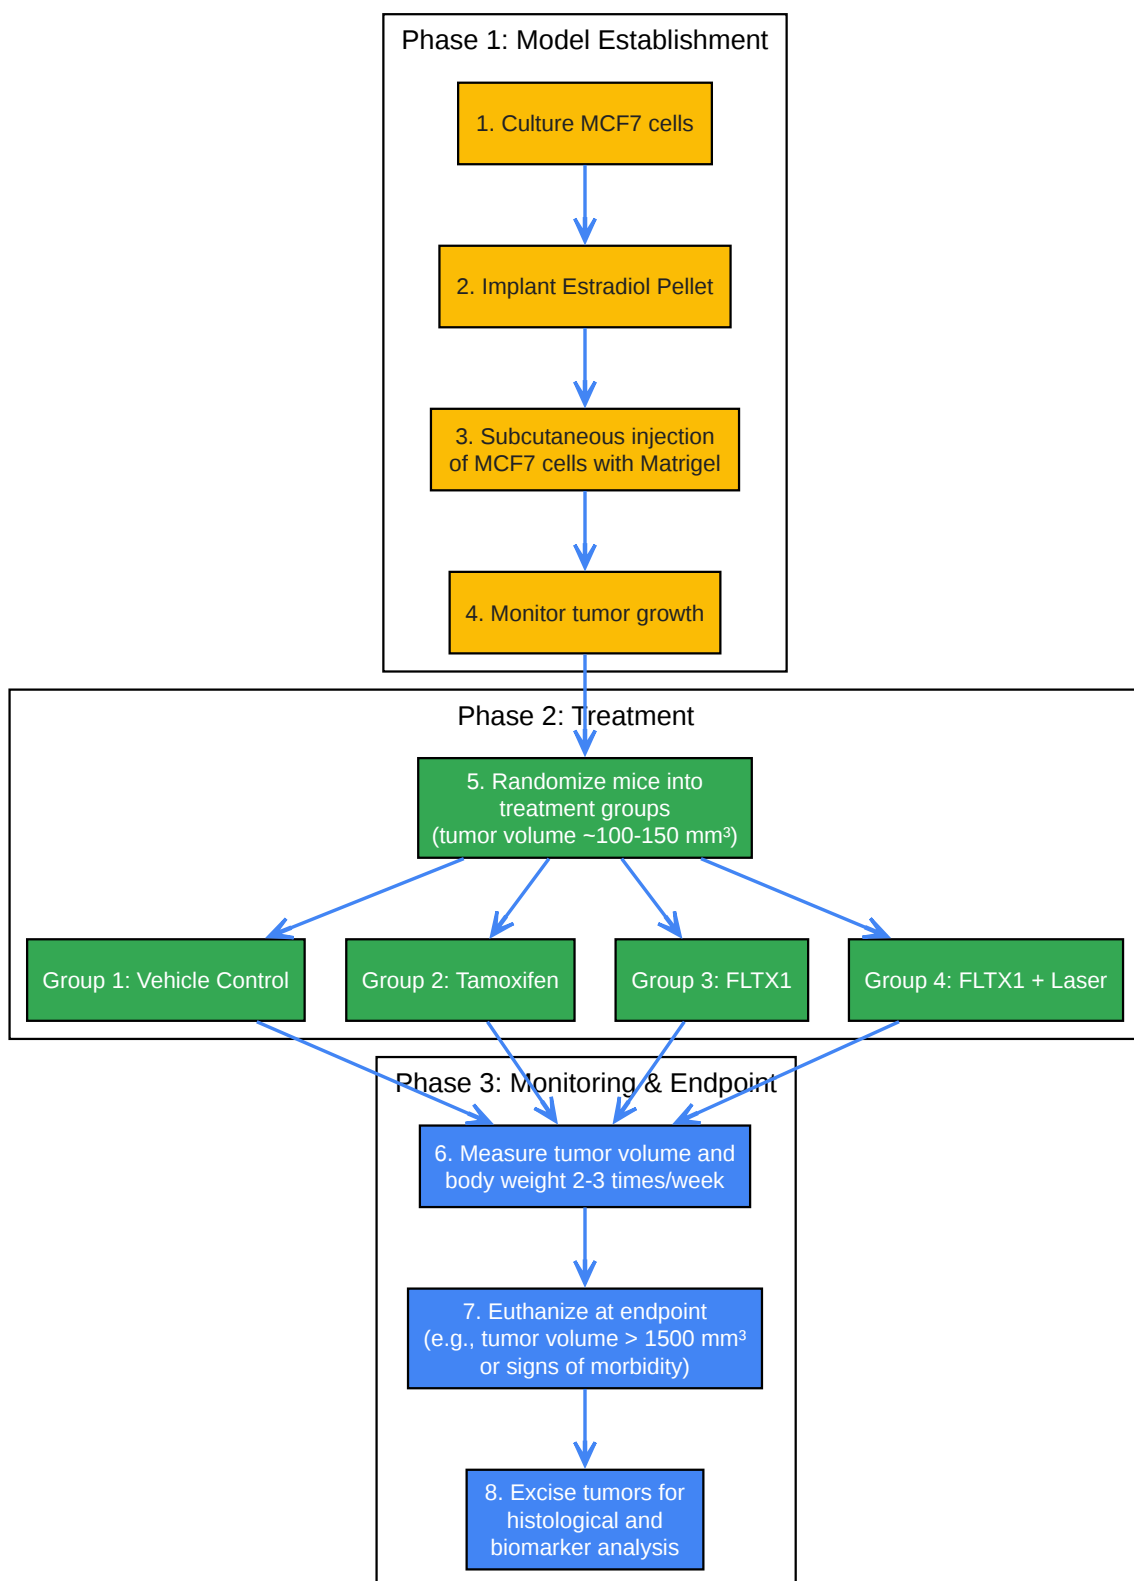 Phase 1: Model Establishment
1. Culture MCF7 cells
2. Implant Estradiol Pellet
3. Subcutaneous injection
of MCF7 cells with Matrigel
4. Monitor tumor growth
Phase 2: Treatment
5. Randomize mice into
treatment groups
(tumor volume ~100-150 mm³)
Group 1: Vehicle Control
Group 2: Tamoxifen
Group 3: FLTX1
Group 4: FLTX1 + Laser
Phase 3: Monitoring & Endpoint
6. Measure tumor volume and
body weight 2-3 times/week
7. Euthanize at endpoint
(e.g., tumor volume > 1500 mm³
or signs of morbidity)
8. Excise tumors for
histological and
biomarker analysis